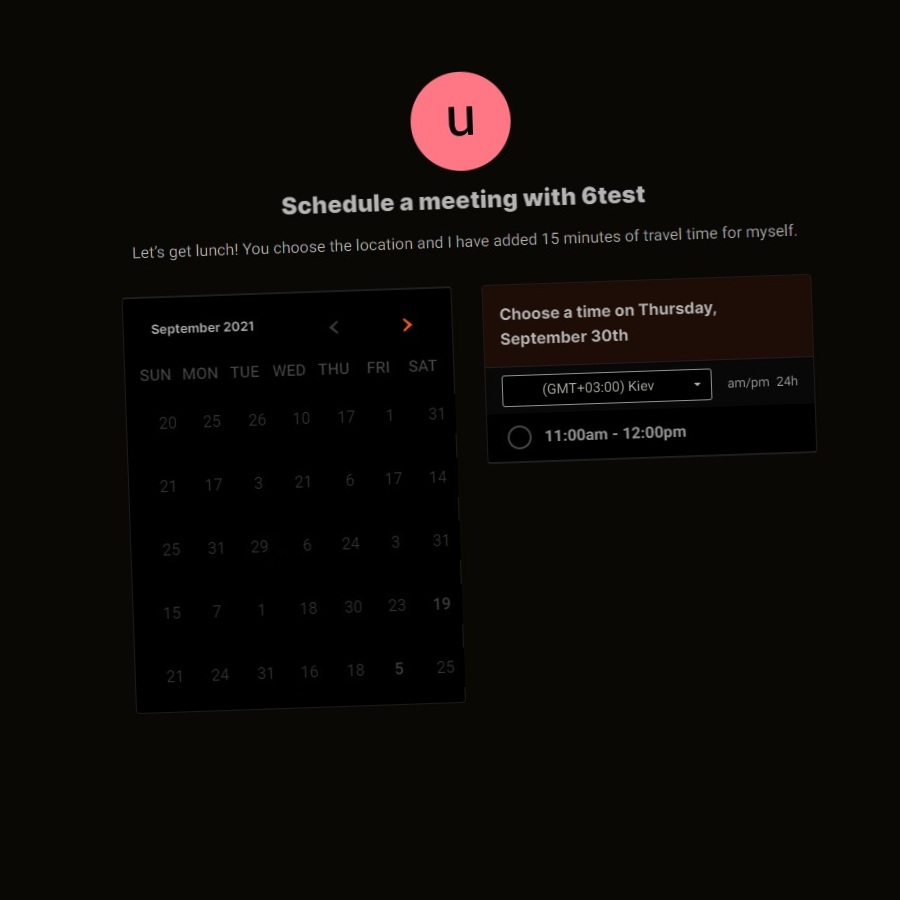 u
Schedule a meeting with 6test
Let's get lunch! You choose the location and I have added 15 minutes of travel time for myself.
September 2021
SUN MON TUE WED THU FRI SAT
20 25 26 10 17 1 31
21 17 3 21 6 17 14
25 31 29 6 24 3 31
15 7 1 18 30 23 19
21 24 31 16 18 5 25
Choose a time on Thursday,
September 30th
(GMT+03:00) Kiev
am/pm 24h
11:00am - 12:00pm